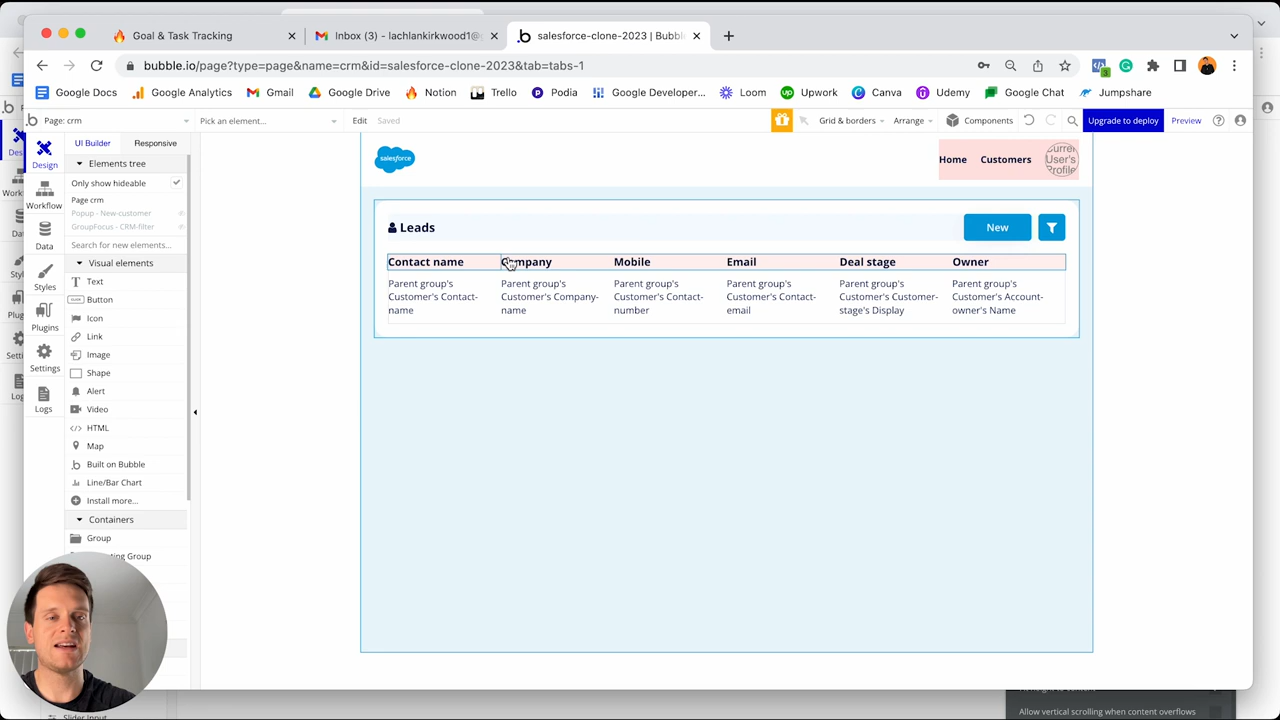 Goal & Task Tracking
Inbox (3) - lachlankirkwood1@g
salesforce-clone-2023 | Bubbl
bubble.io/page?type=page&name=crm&id=salesforce-clone-2023&tab=tabs-1
3
Google Docs
Google Analytics
Gmail
Google Drive
Notion
Trello
Podia
Google Developer...
Loom
Upwork
Canva
Udemy
Google Chat
Jumpshare
Page: crm
Pick an element...
Edit
Saved
Grid & borders
Arrange
Components
Upgrade to deploy
Preview
Design
Workflow
Data
Styles
Plugins
Settings
Logs
UI Builder
Responsive
Elements tree
Only show hideable
Page crm
Popup - New-customer
GroupFocus - CRM-filter
Search for new elements...
Visual elements
Text
Button
Icon
Link
Image
Shape
Alert
Video
HTML
Map
Built on Bubble
Line/Bar Chart
Install more...
Containers
Group
Group
Slider Input
salesforce
Home
Customers
Current
User's
Profile
Leads
New
Contact name
Company
Mobile
Email
Deal stage
Owner
Parent group's
Customer's Contact-
name
Parent group's
Customer's Company-
name
Parent group's
Customer's Contact-
number
Parent group's
Customer's Contact-
email
Parent group's
Customer's Customer-
stage's Display
Parent group's
Customer's Account-
owner's Name
Allow vertical scrolling when content overflows